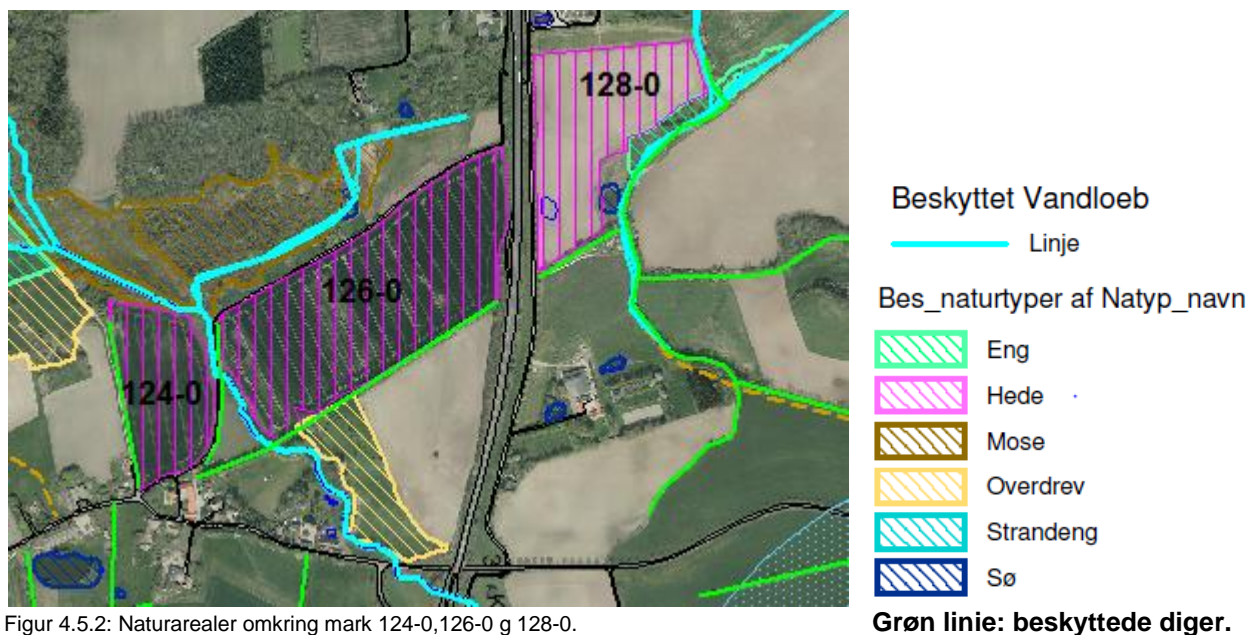 128-0
126-0
124-0
Beskyttet Vandloeb
Linje
Bes_naturtyper af Natyp_navn
Eng
Hede
Mose
Overdrev
Strandeng
Sø
Figur 4.5.2: Naturarealer omkring mark 124-0,126-0 g 128-0.
Grøn linie: beskyttede diger.